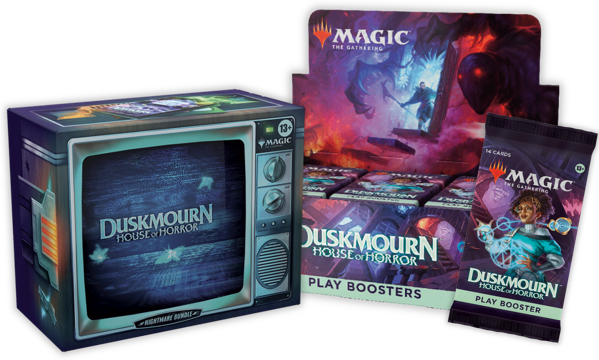 13+
MAGIC
DUSKMOURN
HOUSE OF HORROR
NIGHTMARE BUNDLE
MAGIC
THE GATHERING
DUSKMOURN
HOUSE OF HORROR
PLAY BOOSTERS
14 CARDS
13+
MAGIC
THE GATHERING
DUSKMOURN
HOUSE OF HORROR
PLAY BOOSTER